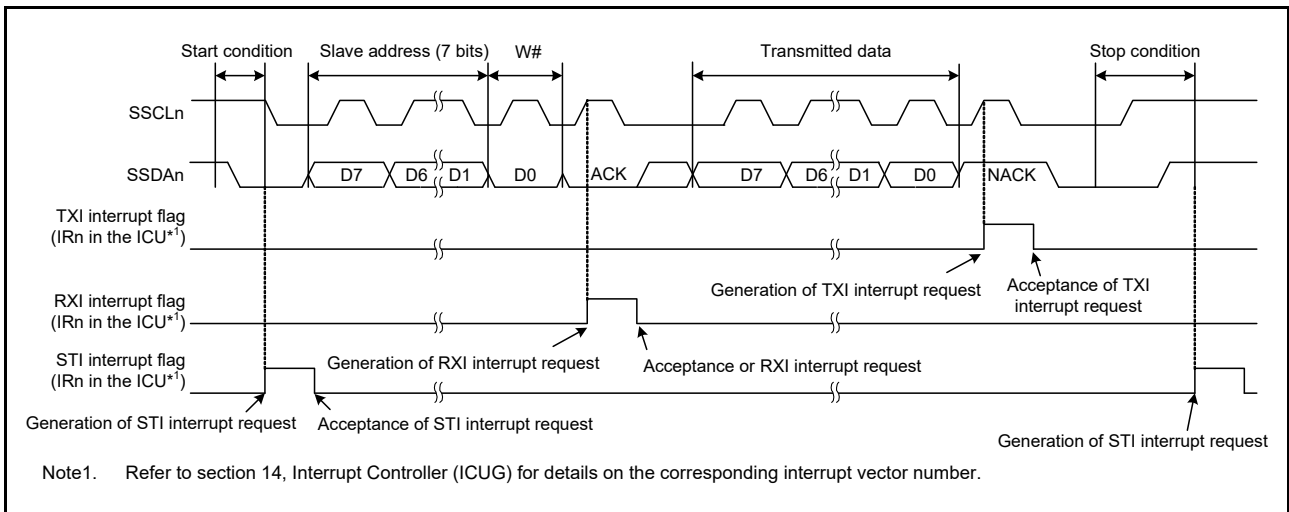 Start condition Slave address (7 bits) W# Transmitted data Stop condition
SSCLn
SSDAn D7 D6 D1 D0 ACK D7 D6 D1 D0 NACK
TXI interrupt flag
(IRn in the ICU*1)
Generation of TXI interrupt request
Acceptance of TXI
interrupt request
RXI interrupt flag
(IRn in the ICU*1)
Generation of RXI interrupt request
Acceptance or RXI interrupt request
STI interrupt flag
(IRn in the ICU*1)
Generation of STI interrupt request
Acceptance of STI interrupt request
Generation of STI interrupt request
Note1. Refer to section 14, Interrupt Controller (ICUG) for details on the corresponding interrupt vector number.